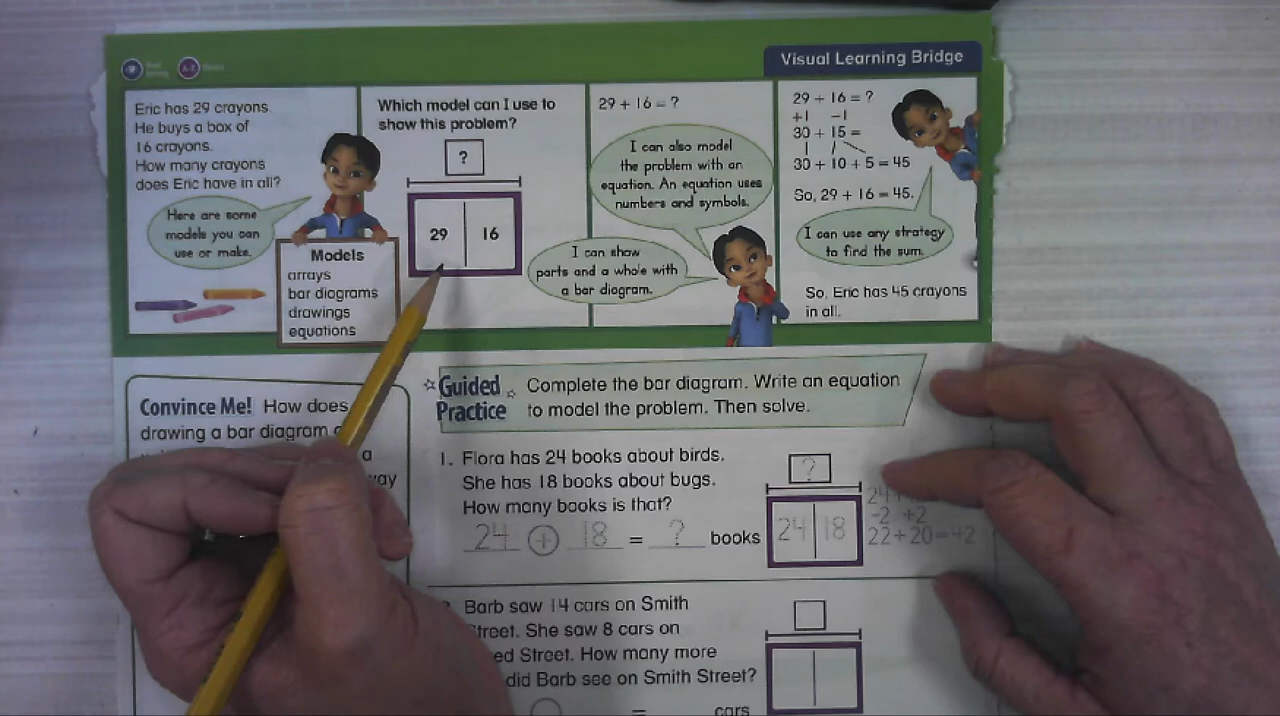 Visual Learning Bridge
A-Z
Eric has 29 crayons.
He buys a box of
16 crayons.
How many crayons
does Eric have in all?
Here are some
models you can
use or make.
Models
arrays
bar diagrams
drawings
equations
Which model can I use to
show this problem?
?
29 16
I can show
parts and a whole with
a bar diagram.
29 + 16 = ?
I can also model
the problem with an
equation. An equation uses
numbers and symbols.
29 + 16 = ?
+1 -1
30 + 15 =
30 + 10 + 5 = 45
So, 29 + 16 = 45.
I can use any strategy
to find the sum.
So, Eric has 45 crayons
in all.
Convince Me! How does
drawing a bar diagram
a
way
Guided Practice
Complete the bar diagram. Write an equation
to model the problem. Then solve.
1. Flora has 24 books about birds.
She has 18 books about bugs.
How many books is that?
24 + 18 = ? books
?
24 18
24+
-2 +2
22+20=42
Barb saw 14 cars on Smith
Street. She saw 8 cars on
ed Street. How many more
did Barb see on Smith Street?
= cars